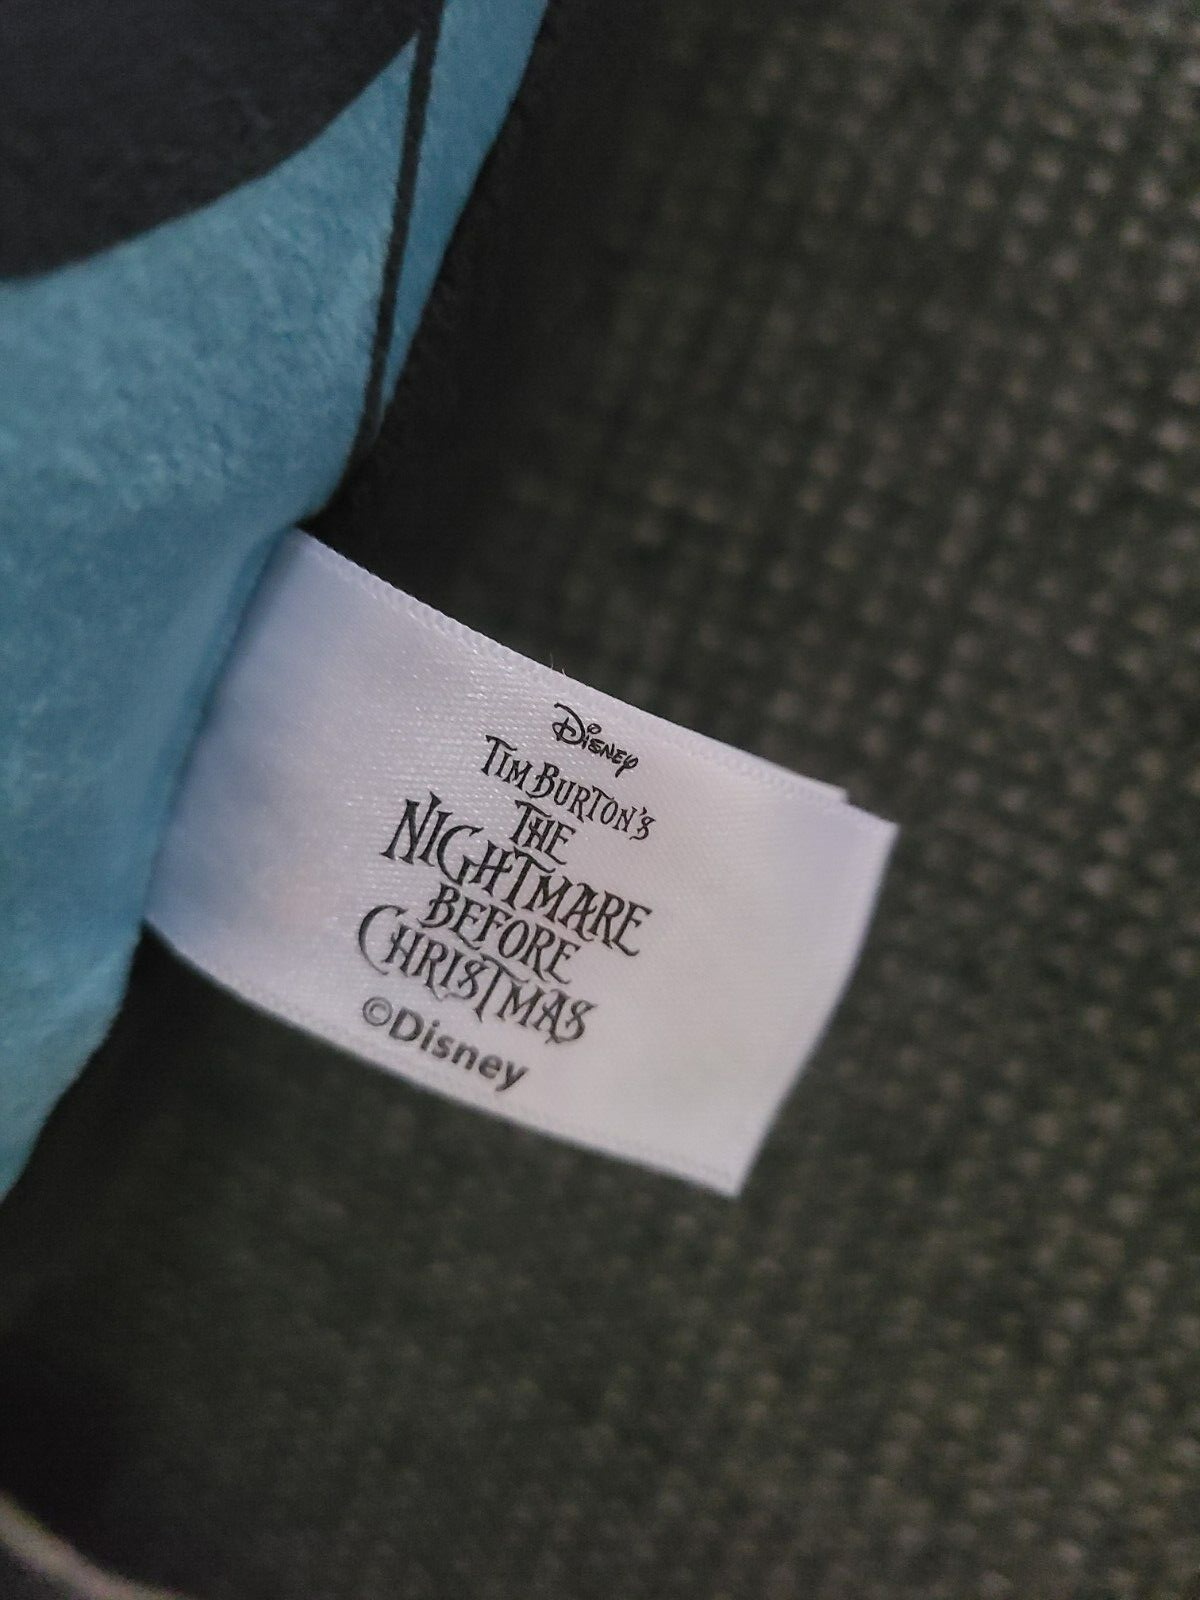 Disney
TIM BURTON'S
THE
NIGHTMARE
BEFORE
CHRISTMAS
©Disney